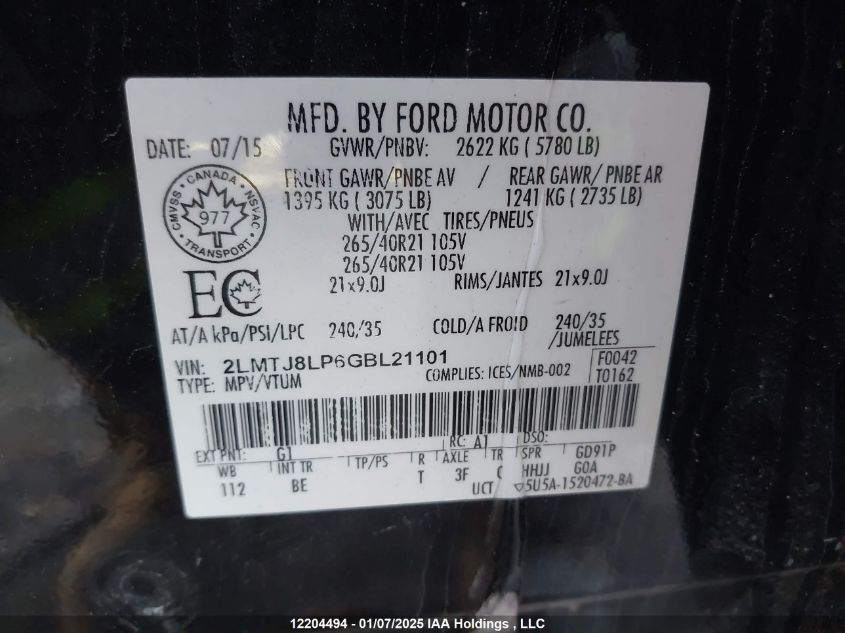 MFD. BY FORD MOTOR CO.
DATE: 07/15 GVWR/PNBV: 2622 KG ( 5780 LB)
FRONT GAWR/PNBE AV / REAR GAWR/ PNBE AR
1395 KG ( 3075 LB) 1241 KG ( 2735 LB)
WITH/AVEC TIRES/PNEUS
265/40R21 105V
265/40R21 105V
21x9.0J RIMS/JANTES 21x9.0J
CANADA
CMVSS 977 NSVAC
TRANSPORT
EC
AT/A kPa/PSI/LPC 240/35 COLD/A FROID 240/35
/JUMELEES
VIN: 2LMTJ8LP6GBL21101 F0042
TYPE: MPV/VTUM COMPLIES: ICES/NMB-002 T0162
EXT PNT: G1 RC: A1 DSO:
WB INT TR TP/PS R AXLE TR SPR GD91P
112 BE T 3F C HHJJ GOA
UCT 5U5A-1520472-BA
12204494 - 01/07/2025 IAA Holdings , LLC